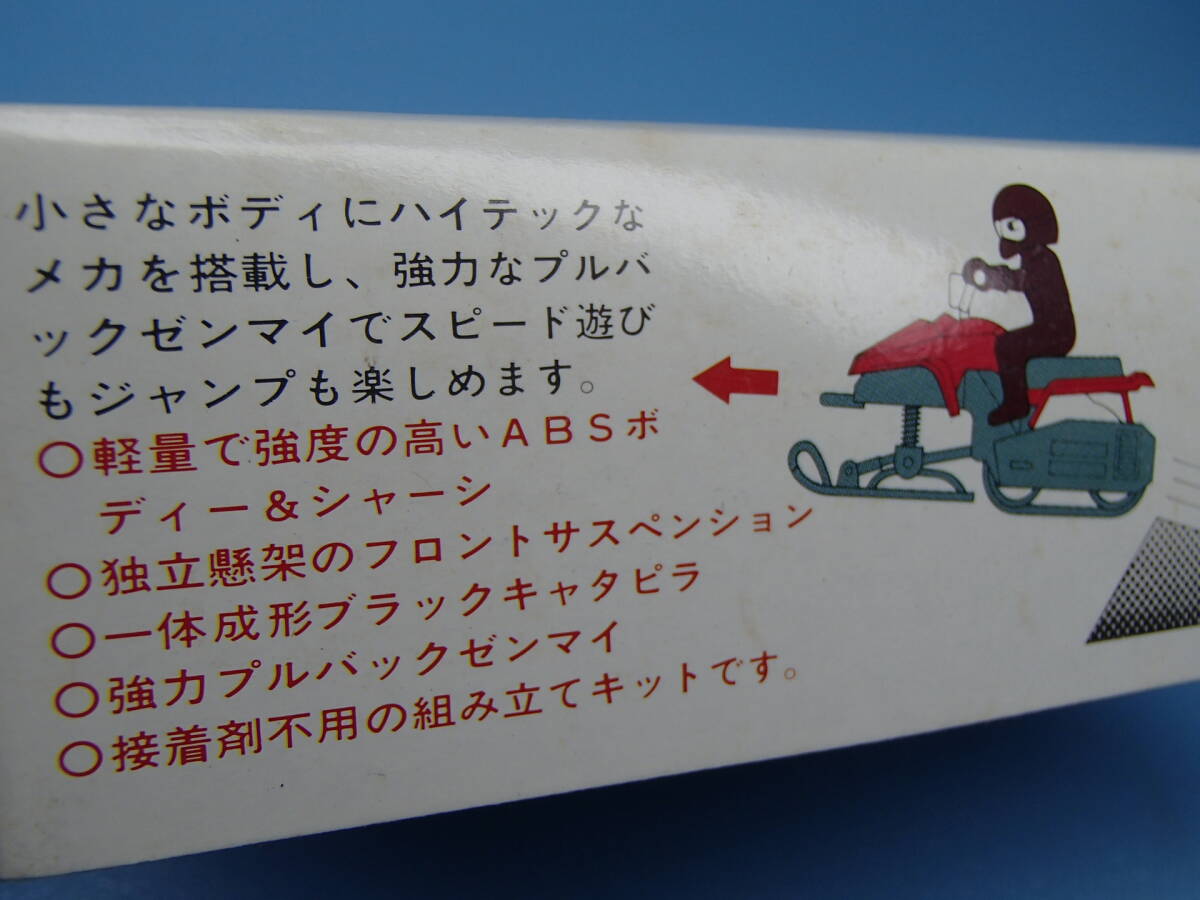 小さなボディにハイテックな
メカを搭載し、強力なプルバ
ックゼンマイでスピード遊び
もジャンプも楽しめます。
○軽量で強度の高いＡＢＳボ
ディー＆シャーシ
○独立懸架のフロントサスペンション
○一体成形ブラックキャタピラ
○強力プルバックゼンマイ
○接着剤不用の組み立てキットです。